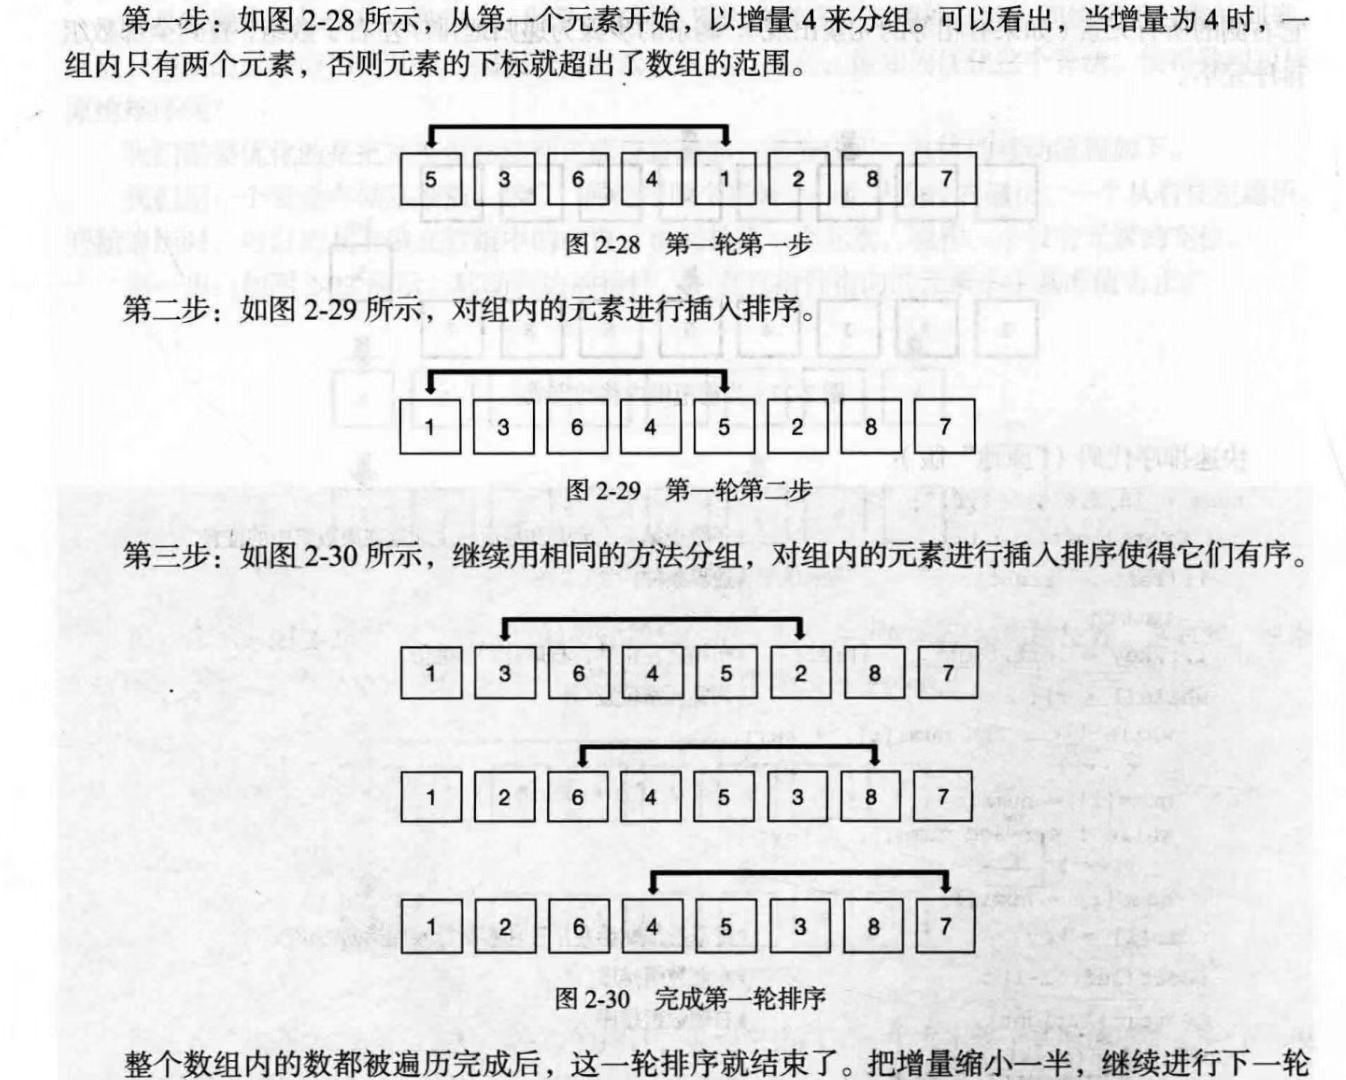 第一步：如图 2-28 所示，从第一个元素开始，以增量 4 来分组。可以看出，当增量为 4 时，一
组内只有两个元素，否则元素的下标就超出了数组的范围。
5 3 6 4 1 2 8 7
图 2-28 第一轮第一步
第二步：如图 2-29 所示，对组内的元素进行插入排序。
1 3 6 4 5 2 8 7
图 2-29 第一轮第二步
第三步：如图 2-30 所示，继续用相同的方法分组，对组内的元素进行插入排序使得它们有序。
1 3 6 4 5 2 8 7
1 2 6 4 5 3 8 7
1 2 6 4 5 3 8 7
图 2-30 完成第一轮排序
整个数组内的数都被遍历完成后，这一轮排序就结束了。把增量缩小一半，继续进行下一轮